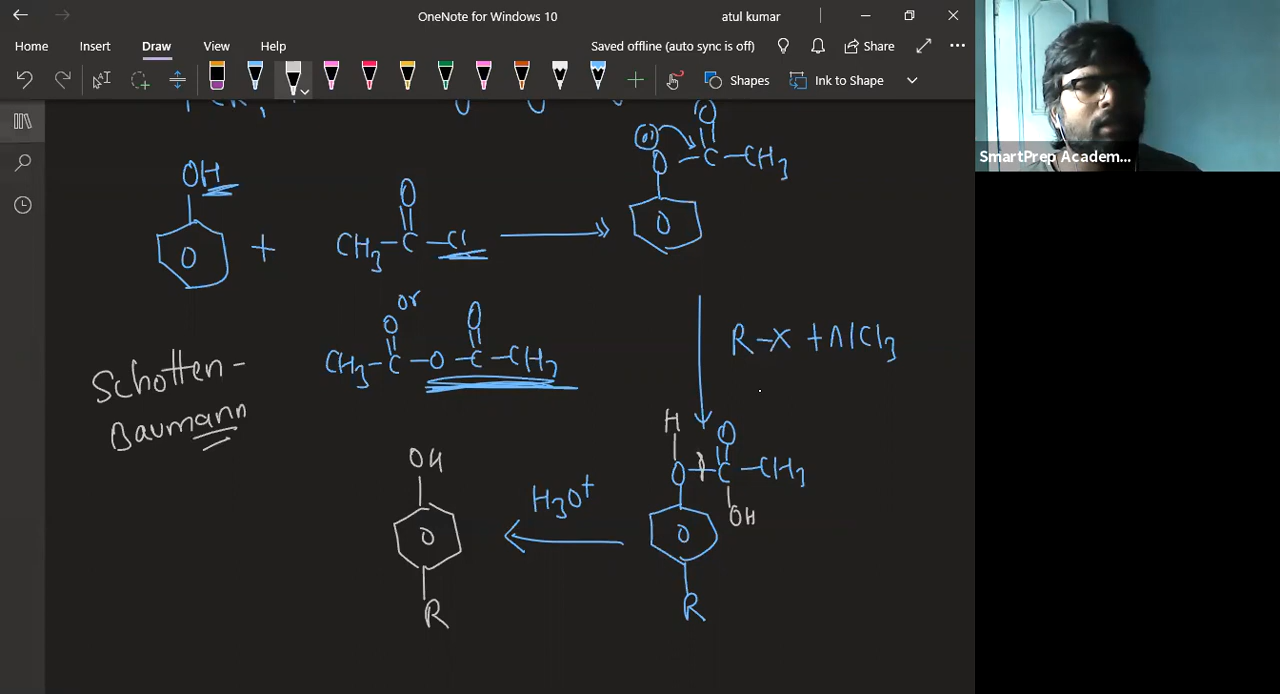 OneNote for Windows 10
atul kumar
Home Insert Draw View Help
Saved offline (auto sync is off)
Share
Shapes
Ink to Shape
SmartPrep Academ...
OH
+
CH3-C-Cl
O
O-C-CH3
O
or
CH3-C-O-C-CH3
O O
Schotten-
Baumann
R-X + AlCl3
H
O-C-CH3
O
OH
R
H3O+
OH
R